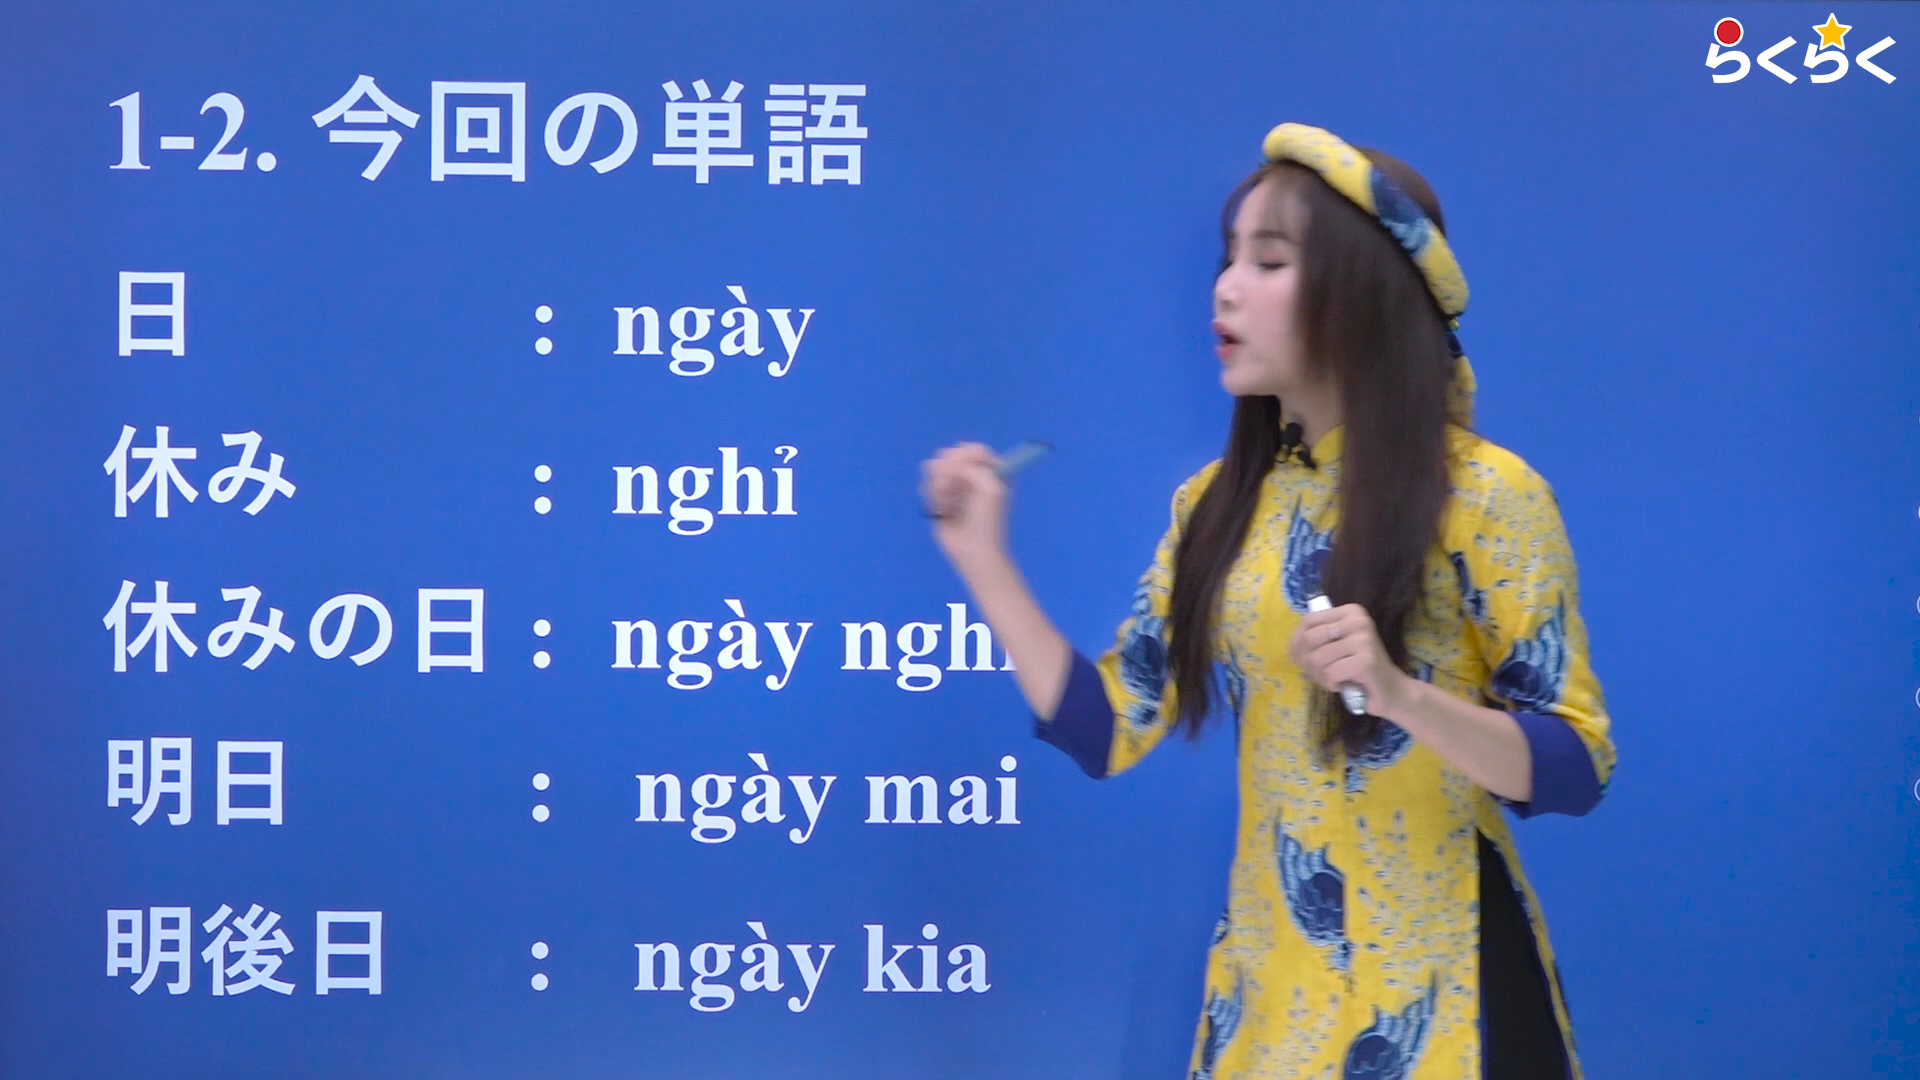 らくらく
1-2. 今回の単語
日 : ngày
休み : nghỉ
休みの日 : ngày
明日 : ngày mai
明後日 : ngày kia